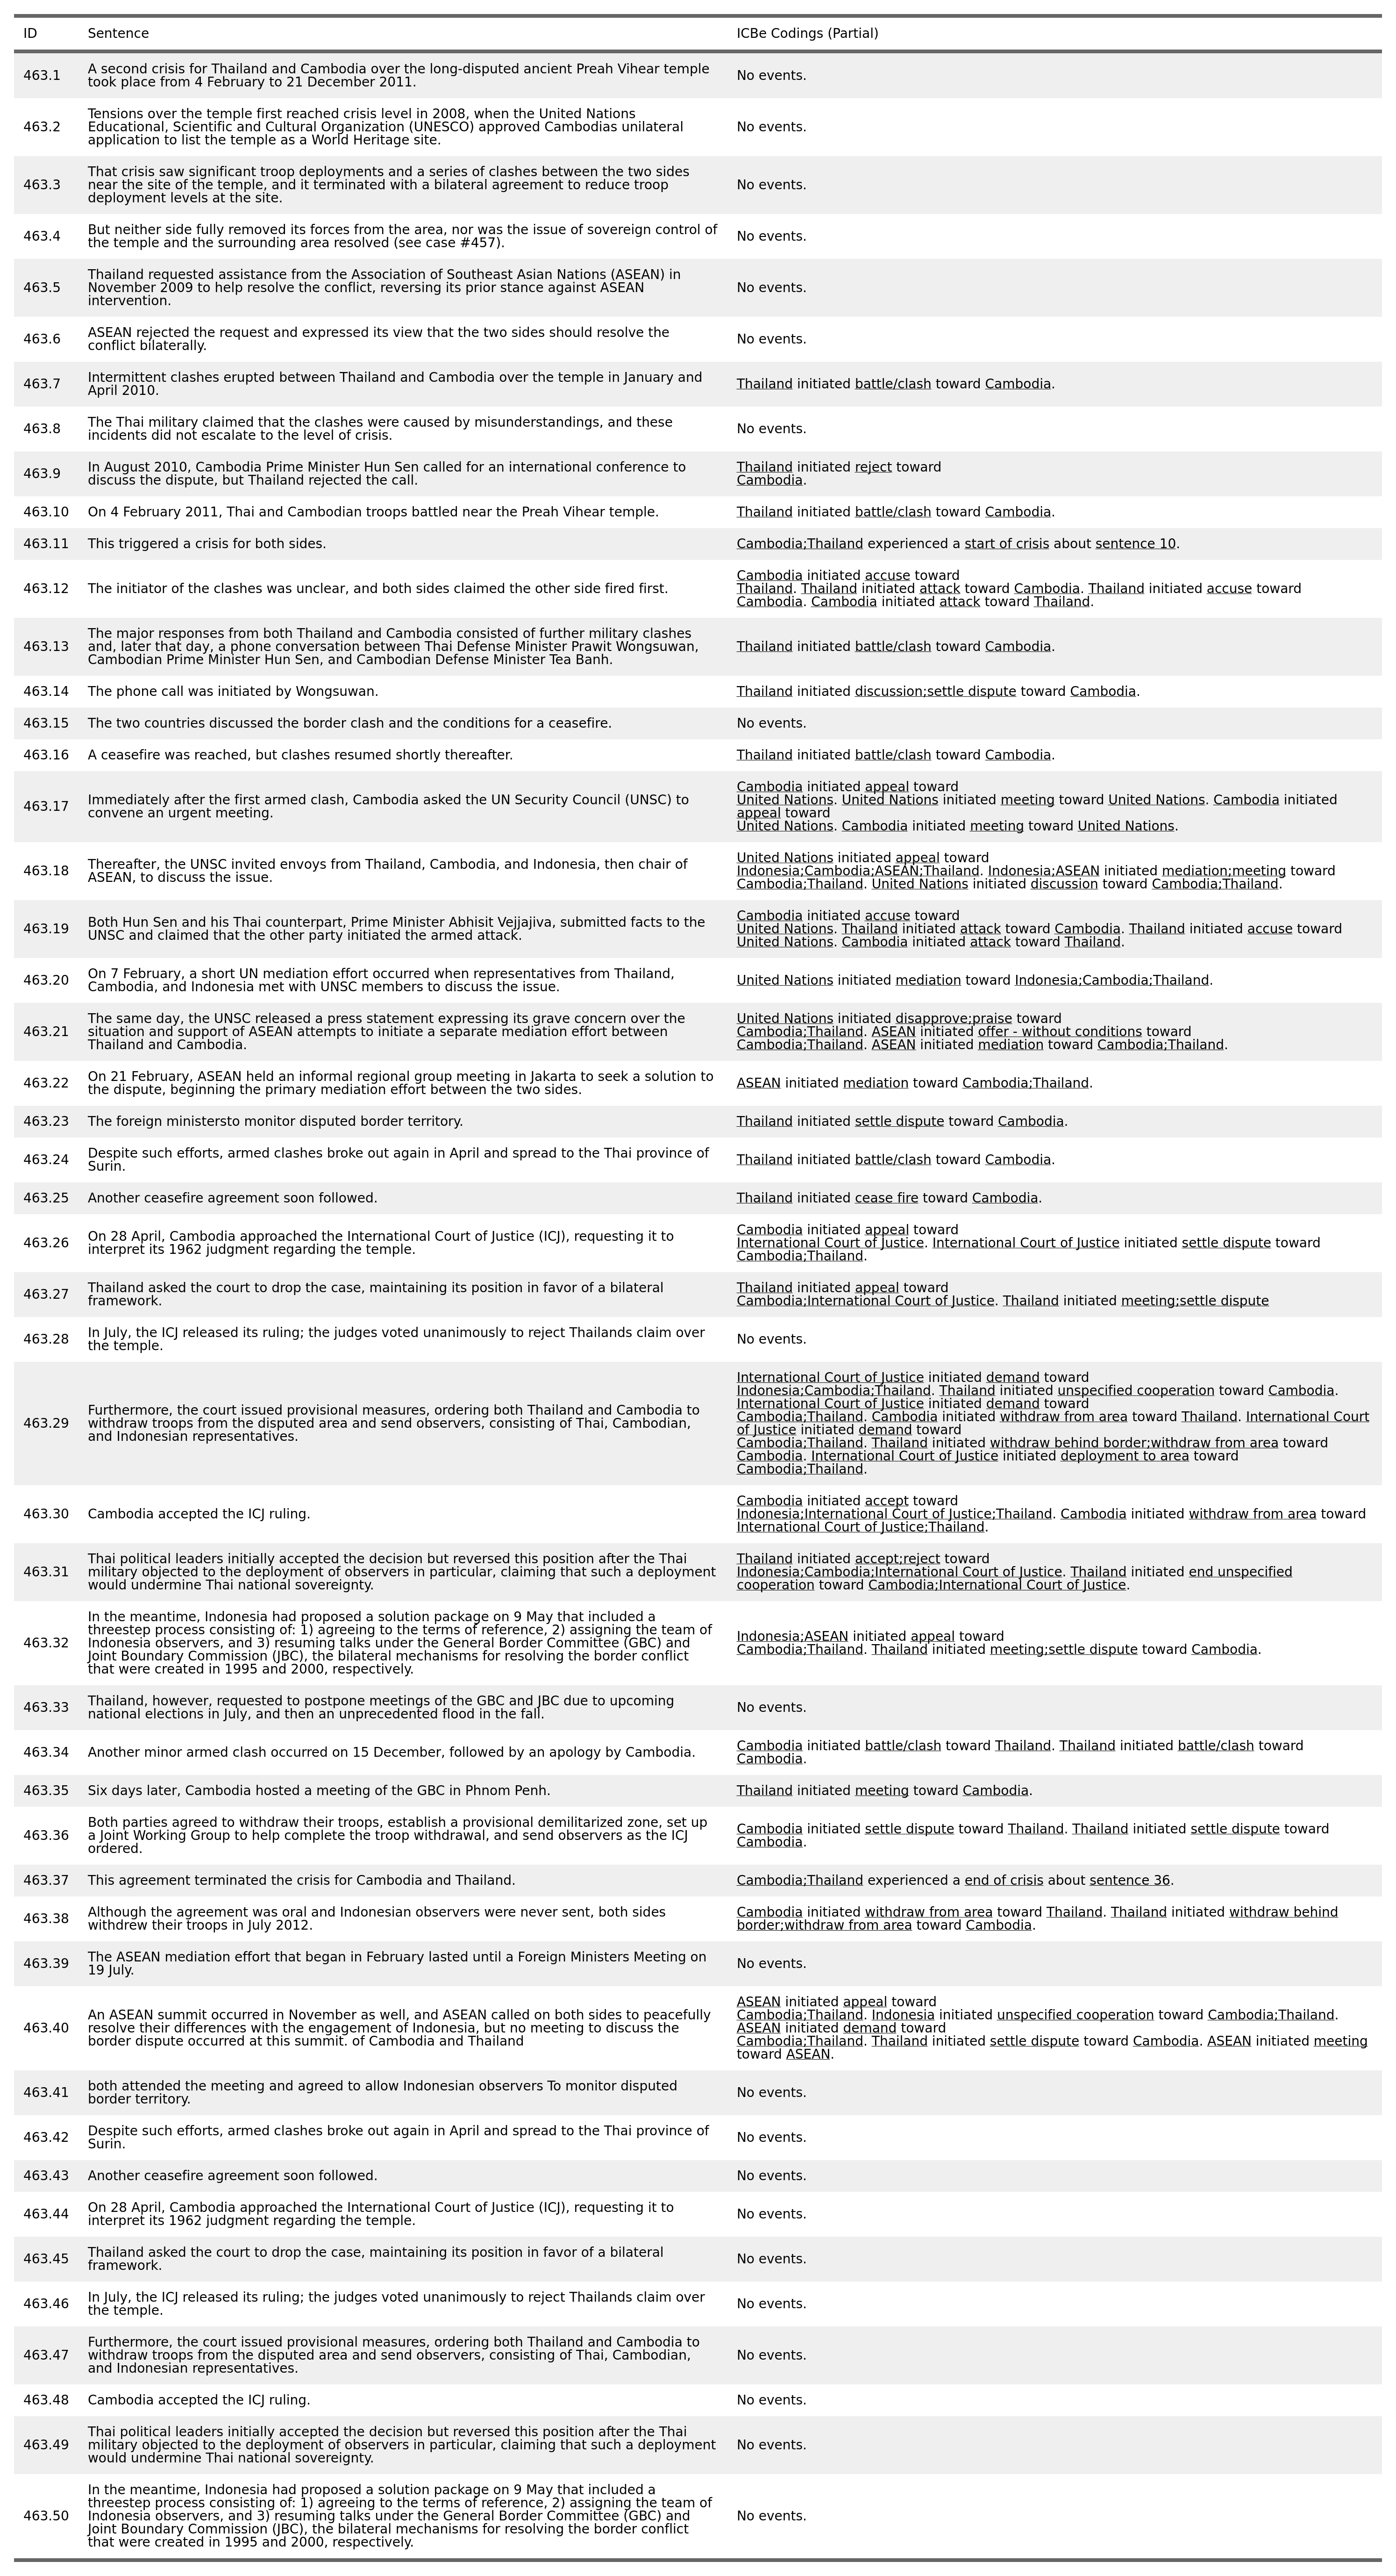 ID Sentence ICBe Codings (Partial)
463.1 A second crisis for Thailand and Cambodia over the long-disputed ancient Preah Vihear temple
took place from 4 February to 21 December 2011.
No events.
463.2 Tensions over the temple first reached crisis level in 2008, when the United Nations
Educational, Scientific and Cultural Organization (UNESCO) approved Cambodias unilateral
application to list the temple as a World Heritage site.
No events.
463.3 That crisis saw significant troop deployments and a series of clashes between the two sides
near the site of the temple, and it terminated with a bilateral agreement to reduce troop
deployment levels at the site.
No events.
463.4 But neither side fully removed its forces from the area, nor was the issue of sovereign control of
the temple and the surrounding area resolved (see case #457).
No events.
463.5 Thailand requested assistance from the Association of Southeast Asian Nations (ASEAN) in
November 2009 to help resolve the conflict, reversing its prior stance against ASEAN
intervention.
No events.
463.6 ASEAN rejected the request and expressed its view that the two sides should resolve the
conflict bilaterally.
No events.
463.7 Intermittent clashes erupted between Thailand and Cambodia over the temple in January and
April 2010.
Thailand initiated battle/clash toward Cambodia.
463.8 The Thai military claimed that the clashes were caused by misunderstandings, and these
incidents did not escalate to the level of crisis.
No events.
463.9 In August 2010, Cambodia Prime Minister Hun Sen called for an international conference to
discuss the dispute, but Thailand rejected the call.
Thailand initiated reject toward
Cambodia.
463.10 On 4 February 2011, Thai and Cambodian troops battled near the Preah Vihear temple.
Thailand initiated battle/clash toward Cambodia.
463.11 This triggered a crisis for both sides.
Cambodia;Thailand experienced a start of crisis about sentence 10.
463.12 The initiator of the clashes was unclear, and both sides claimed the other side fired first.
Cambodia initiated accuse toward
Thailand. Thailand initiated attack toward Cambodia. Thailand initiated accuse toward
Cambodia. Cambodia initiated attack toward Thailand.
463.13 The major responses from both Thailand and Cambodia consisted of further military clashes
and, later that day, a phone conversation between Thai Defense Minister Prawit Wongsuwan,
Cambodian Prime Minister Hun Sen, and Cambodian Defense Minister Tea Banh.
Thailand initiated battle/clash toward Cambodia.
463.14 The phone call was initiated by Wongsuwan.
Thailand initiated discussion;settle dispute toward Cambodia.
463.15 The two countries discussed the border clash and the conditions for a ceasefire.
No events.
463.16 A ceasefire was reached, but clashes resumed shortly thereafter.
Thailand initiated battle/clash toward Cambodia.
463.17 Immediately after the first armed clash, Cambodia asked the UN Security Council (UNSC) to
convene an urgent meeting.
Cambodia initiated appeal toward
United Nations. United Nations initiated meeting toward United Nations. Cambodia initiated
appeal toward
United Nations. Cambodia initiated meeting toward United Nations.
463.18 Thereafter, the UNSC invited envoys from Thailand, Cambodia, and Indonesia, then chair of
ASEAN, to discuss the issue.
United Nations initiated appeal toward
Indonesia;Cambodia;ASEAN;Thailand. Indonesia;ASEAN initiated mediation;meeting toward
Cambodia;Thailand. United Nations initiated discussion toward Cambodia;Thailand.
463.19 Both Hun Sen and his Thai counterpart, Prime Minister Abhisit Vejjajiva, submitted facts to the
UNSC and claimed that the other party initiated the armed attack.
Cambodia initiated accuse toward
United Nations. Thailand initiated attack toward Cambodia. Thailand initiated accuse toward
United Nations. Cambodia initiated attack toward Thailand.
463.20 On 7 February, a short UN mediation effort occurred when representatives from Thailand,
Cambodia, and Indonesia met with UNSC members to discuss the issue.
United Nations initiated mediation toward Indonesia;Cambodia;Thailand.
463.21 The same day, the UNSC released a press statement expressing its grave concern over the
situation and support of ASEAN attempts to initiate a separate mediation effort between
Thailand and Cambodia.
United Nations initiated disapprove;praise toward
Cambodia;Thailand. ASEAN initiated offer - without conditions toward
Cambodia;Thailand. ASEAN initiated mediation toward Cambodia;Thailand.
463.22 On 21 February, ASEAN held an informal regional group meeting in Jakarta to seek a solution to
the dispute, beginning the primary mediation effort between the two sides.
ASEAN initiated mediation toward Cambodia;Thailand.
463.23 The foreign ministersto monitor disputed border territory.
Thailand initiated settle dispute toward Cambodia.
463.24 Despite such efforts, armed clashes broke out again in April and spread to the Thai province of
Surin.
Thailand initiated battle/clash toward Cambodia.
463.25 Another ceasefire agreement soon followed.
Thailand initiated cease fire toward Cambodia.
463.26 On 28 April, Cambodia approached the International Court of Justice (ICJ), requesting it to
interpret its 1962 judgment regarding the temple.
Cambodia initiated appeal toward
International Court of Justice. International Court of Justice initiated settle dispute toward
Cambodia;Thailand.
463.27 Thailand asked the court to drop the case, maintaining its position in favor of a bilateral
framework.
Thailand initiated appeal toward
Cambodia;International Court of Justice. Thailand initiated meeting;settle dispute
463.28 In July, the ICJ released its ruling; the judges voted unanimously to reject Thailands claim over
the temple.
No events.
463.29 Furthermore, the court issued provisional measures, ordering both Thailand and Cambodia to
withdraw troops from the disputed area and send observers, consisting of Thai, Cambodian,
and Indonesian representatives.
International Court of Justice initiated demand toward
Indonesia;Cambodia;Thailand. Thailand initiated unspecified cooperation toward Cambodia.
International Court of Justice initiated demand toward
Cambodia;Thailand. Cambodia initiated withdraw from area toward Thailand. International Court
of Justice initiated demand toward
Cambodia;Thailand. Thailand initiated withdraw behind border;withdraw from area toward
Cambodia. International Court of Justice initiated deployment to area toward
Cambodia;Thailand.
463.30 Cambodia accepted the ICJ ruling.
Cambodia initiated accept toward
Indonesia;International Court of Justice;Thailand. Cambodia initiated withdraw from area toward
International Court of Justice;Thailand.
463.31 Thai political leaders initially accepted the decision but reversed this position after the Thai
military objected to the deployment of observers in particular, claiming that such a deployment
would undermine Thai national sovereignty.
Thailand initiated accept;reject toward
Indonesia;Cambodia;International Court of Justice. Thailand initiated end unspecified
cooperation toward Cambodia;International Court of Justice.
463.32 In the meantime, Indonesia had proposed a solution package on 9 May that included a
threestep process consisting of: 1) agreeing to the terms of reference, 2) assigning the team of
Indonesia observers, and 3) resuming talks under the General Border Committee (GBC) and
Joint Boundary Commission (JBC), the bilateral mechanisms for resolving the border conflict
that were created in 1995 and 2000, respectively.
Indonesia;ASEAN initiated appeal toward
Cambodia;Thailand. Thailand initiated meeting;settle dispute toward Cambodia.
463.33 Thailand, however, requested to postpone meetings of the GBC and JBC due to upcoming
national elections in July, and then an unprecedented flood in the fall.
No events.
463.34 Another minor armed clash occurred on 15 December, followed by an apology by Cambodia.
Cambodia initiated battle/clash toward Thailand. Thailand initiated battle/clash toward
Cambodia.
463.35 Six days later, Cambodia hosted a meeting of the GBC in Phnom Penh.
Thailand initiated meeting toward Cambodia.
463.36 Both parties agreed to withdraw their troops, establish a provisional demilitarized zone, set up
a Joint Working Group to help complete the troop withdrawal, and send observers as the ICJ
ordered.
Cambodia initiated settle dispute toward Thailand. Thailand initiated settle dispute toward
Cambodia.
463.37 This agreement terminated the crisis for Cambodia and Thailand.
Cambodia;Thailand experienced a end of crisis about sentence 36.
463.38 Although the agreement was oral and Indonesian observers were never sent, both sides
withdrew their troops in July 2012.
Cambodia initiated withdraw from area toward Thailand. Thailand initiated withdraw behind
border;withdraw from area toward Cambodia.
463.39 The ASEAN mediation effort that began in February lasted until a Foreign Ministers Meeting on
19 July.
No events.
463.40 An ASEAN summit occurred in November as well, and ASEAN called on both sides to peacefully
resolve their differences with the engagement of Indonesia, but no meeting to discuss the
border dispute occurred at this summit. of Cambodia and Thailand
ASEAN initiated appeal toward
Cambodia;Thailand. Indonesia initiated unspecified cooperation toward Cambodia;Thailand.
ASEAN initiated demand toward
Cambodia;Thailand. Thailand initiated settle dispute toward Cambodia. ASEAN initiated meeting
toward ASEAN.
463.41 both attended the meeting and agreed to allow Indonesian observers To monitor disputed
border territory.
No events.
463.42 Despite such efforts, armed clashes broke out again in April and spread to the Thai province of
Surin.
No events.
463.43 Another ceasefire agreement soon followed.
No events.
463.44 On 28 April, Cambodia approached the International Court of Justice (ICJ), requesting it to
interpret its 1962 judgment regarding the temple.
No events.
463.45 Thailand asked the court to drop the case, maintaining its position in favor of a bilateral
framework.
No events.
463.46 In July, the ICJ released its ruling; the judges voted unanimously to reject Thailands claim over
the temple.
No events.
463.47 Furthermore, the court issued provisional measures, ordering both Thailand and Cambodia to
withdraw troops from the disputed area and send observers, consisting of Thai, Cambodian,
and Indonesian representatives.
No events.
463.48 Cambodia accepted the ICJ ruling.
No events.
463.49 Thai political leaders initially accepted the decision but reversed this position after the Thai
military objected to the deployment of observers in particular, claiming that such a deployment
would undermine Thai national sovereignty.
No events.
463.50 In the meantime, Indonesia had proposed a solution package on 9 May that included a
threestep process consisting of: 1) agreeing to the terms of reference, 2) assigning the team of
Indonesia observers, and 3) resuming talks under the General Border Committee (GBC) and
Joint Boundary Commission (JBC), the bilateral mechanisms for resolving the border conflict
that were created in 1995 and 2000, respectively.
No events.